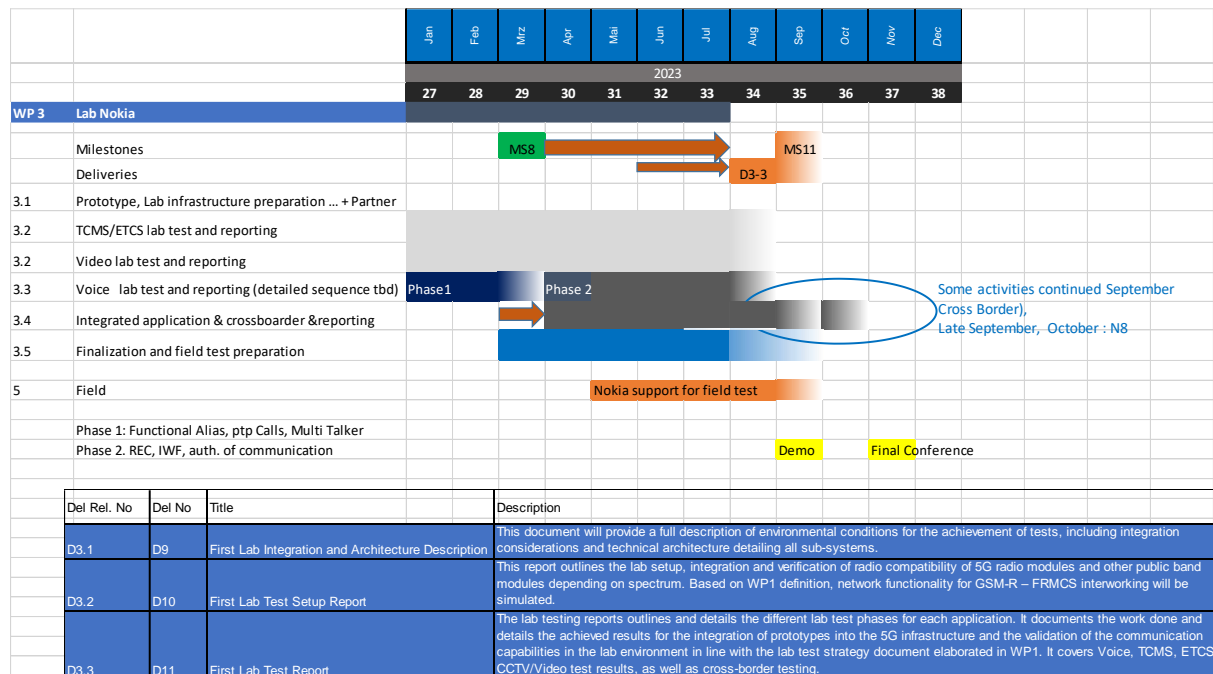 Jan Feb Mrz Apr Mai Jun Jul Aug Sep Oct Nov Dec
2023
27 28 29 30 31 32 33 34 35 36 37 38
WP 3 Lab Nokia
Milestones MS8 MS11
Deliveries D3-3
3.1 Prototype, Lab infrastructure preparation ... + Partner
3.2 TCMS/ETCS lab test and reporting
3.2 Video lab test and reporting
3.3 Voice lab test and reporting (detailed sequence tbd) Phase1 Phase 2
3.4 Integrated application & crossboarder &reporting
Some activities continued September
Cross Border),
Late September, October : N8
3.5 Finalization and field test preparation
5 Field Nokia support for field test
Phase 1: Functional Alias, ptp Calls, Multi Talker
Phase 2. REC, IWF, auth. of communication Demo Final Conference
Del Rel. No Del No Title Description
D3.1 D9 First Lab Integration and Architecture Description
This document will provide a full description of environmental conditions for the achievement of tests, including integration
considerations and technical architecture detailing all sub-systems.
D3.2 D10 First Lab Test Setup Report
This report outlines the lab setup, integration and verification of radio compatibility of 5G radio modules and other public band
modules depending on spectrum. Based on WP1 definition, network functionality for GSM-R – FRMCS interworking will be
simulated.
D3.3 D11 First Lab Test Report
The lab testing reports outlines and details the different lab test phases for each application. It documents the work done and
details the achieved results for the integration of prototypes into the 5G infrastructure and the validation of the communication
capabilities in the lab environment in line with the lab test strategy document elaborated in WP1. It covers Voice, TCMS, ETCS
CCTV/Video test results, as well as cross-border testing.